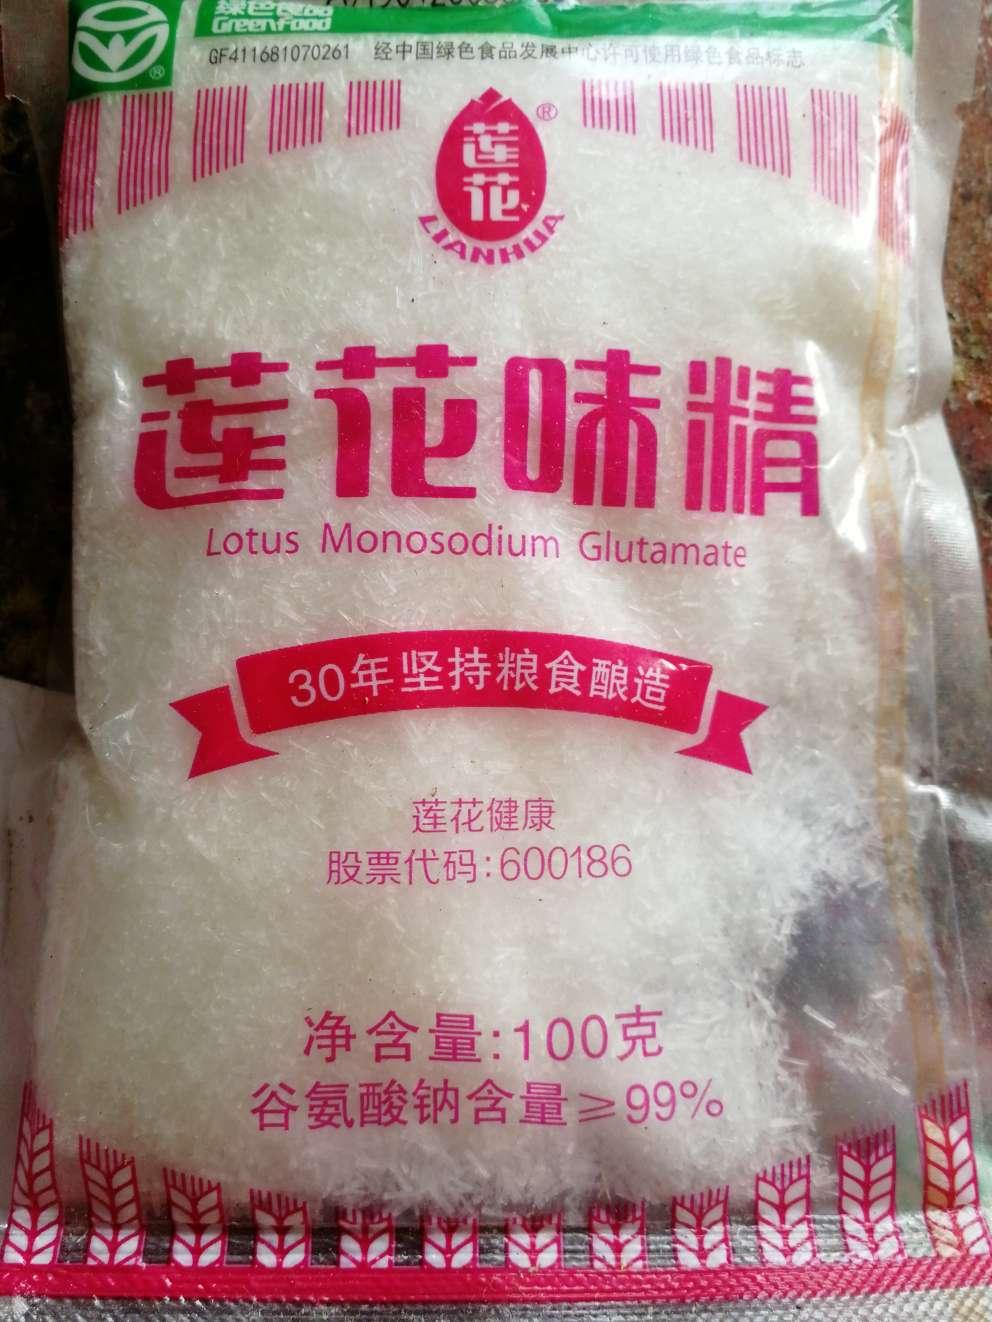 绿色食品
Greenfood
GF411681070261 经中国绿色食品发展中心许可使用绿色食品标志
®
莲花
®
LIANHUA
莲花味精
Lotus Monosodium Glutamate
30年坚持粮食酿造
莲花健康
股票代码:600186
净含量:100克
谷氨酸钠含量≥99%